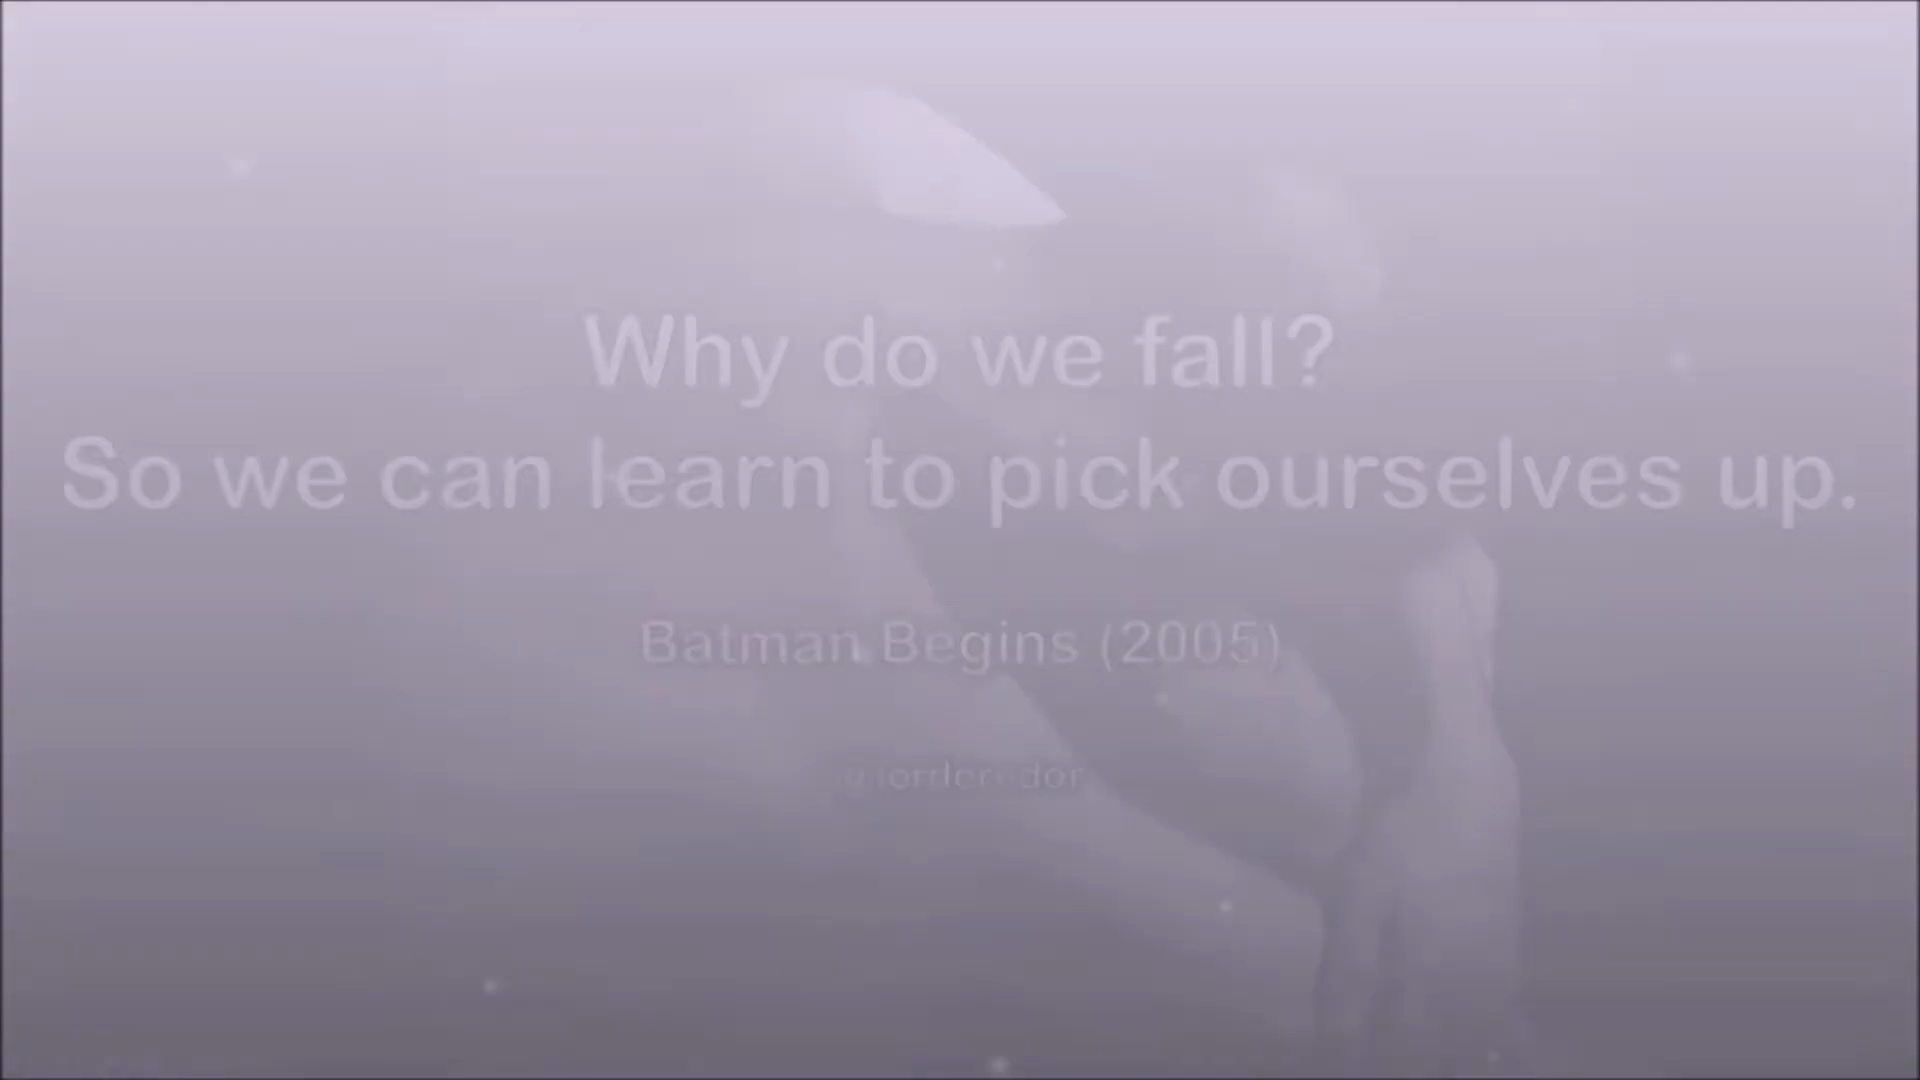 Why do we fall?
So we can learn to pick ourselves up.
Batman Begins (2005)